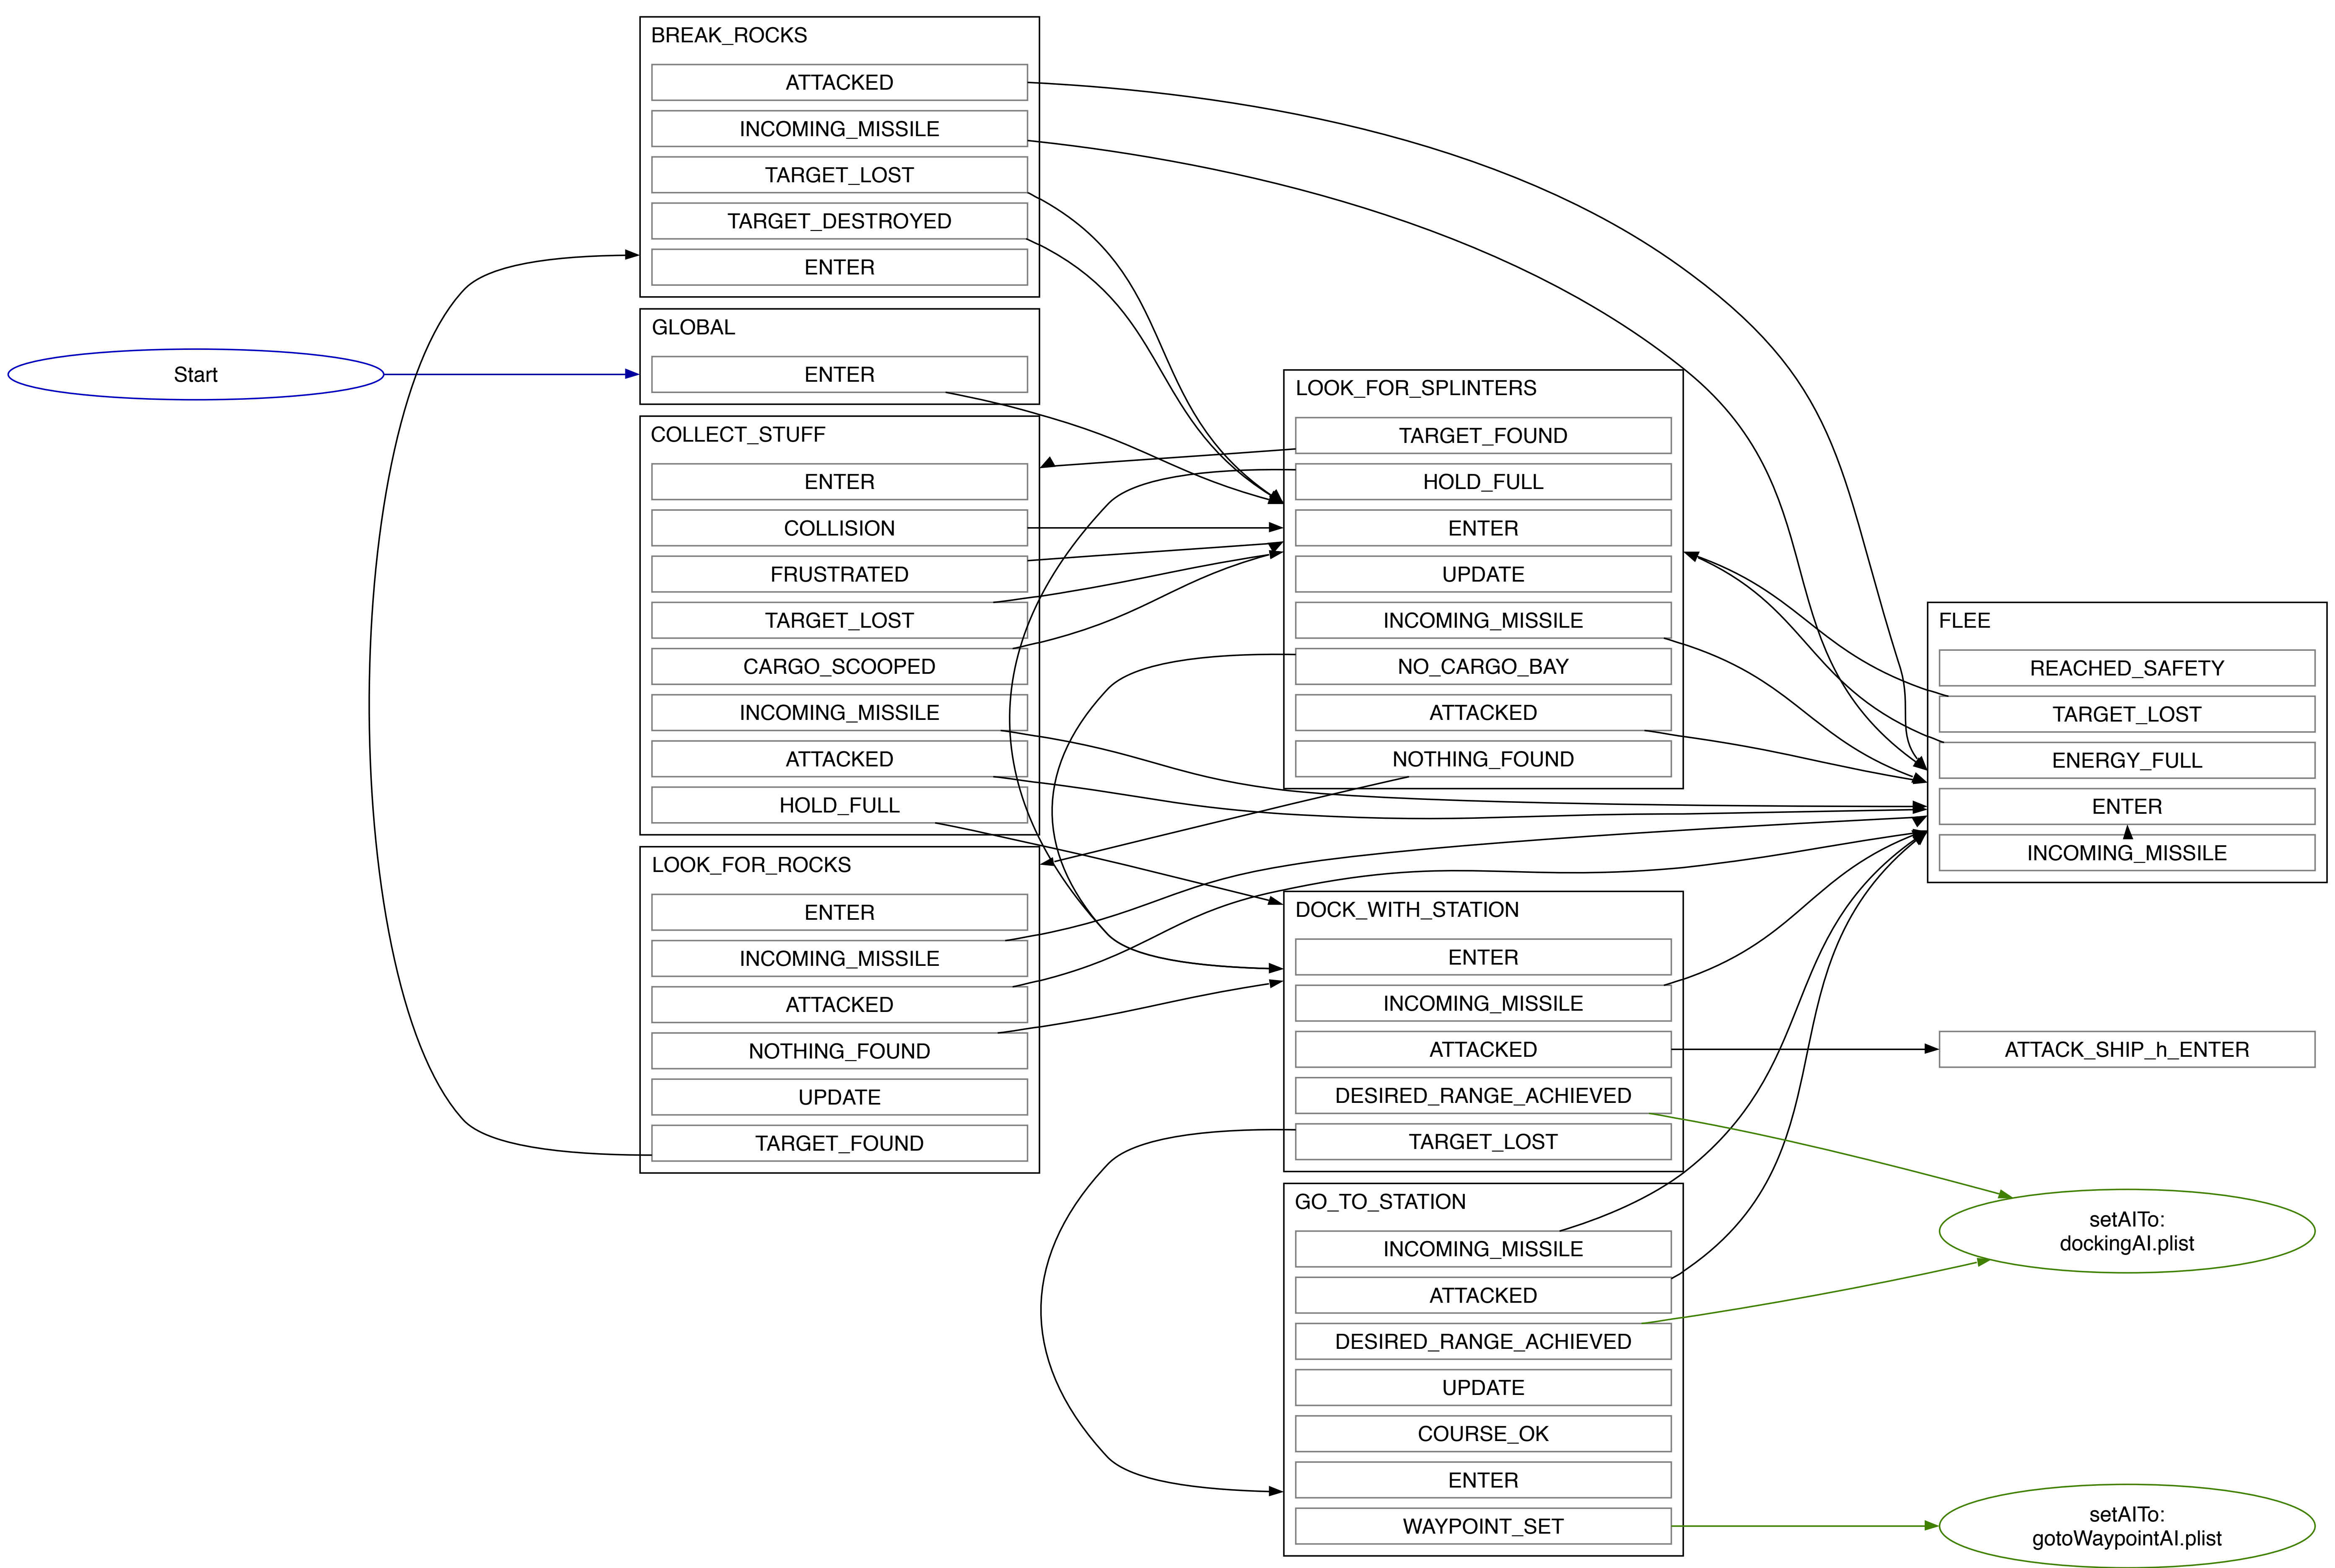 Start
BREAK_ROCKS
ATTACKED
INCOMING_MISSILE
TARGET_LOST
TARGET_DESTROYED
ENTER
GLOBAL
ENTER
COLLECT_STUFF
ENTER
COLLISION
FRUSTRATED
TARGET_LOST
CARGO_SCOOPED
INCOMING_MISSILE
ATTACKED
HOLD_FULL
LOOK_FOR_ROCKS
ENTER
INCOMING_MISSILE
ATTACKED
NOTHING_FOUND
UPDATE
TARGET_FOUND
LOOK_FOR_SPLINTERS
TARGET_FOUND
HOLD_FULL
ENTER
UPDATE
INCOMING_MISSILE
NO_CARGO_BAY
ATTACKED
NOTHING_FOUND
DOCK_WITH_STATION
ENTER
INCOMING_MISSILE
ATTACKED
DESIRED_RANGE_ACHIEVED
TARGET_LOST
GO_TO_STATION
INCOMING_MISSILE
ATTACKED
DESIRED_RANGE_ACHIEVED
UPDATE
COURSE_OK
ENTER
WAYPOINT_SET
FLEE
REACHED_SAFETY
TARGET_LOST
ENERGY_FULL
ENTER
INCOMING_MISSILE
ATTACK_SHIP_h_ENTER
setAITo:
dockingAI.plist
setAITo:
gotoWaypointAI.plist